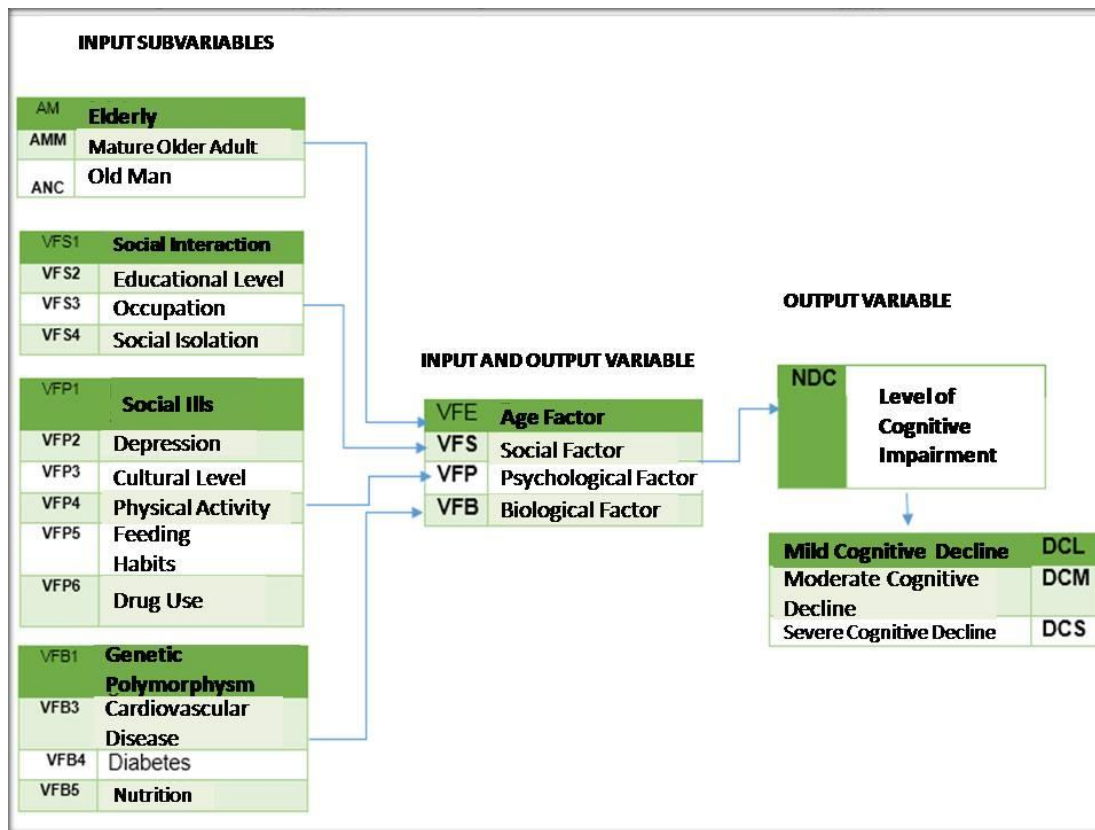 INPUT SUBVARIABLES
AM Elderly
AMM Mature Older Adult
ANC Old Man
VFS1 Social Interaction
VFS2 Educational Level
VFS3 Occupation
VFS4 Social Isolation
VFP1 Social Ills
VFP2 Depression
VFP3 Cultural Level
VFP4 Physical Activity
VFP5 Feeding
Habits
VFP6 Drug Use
VFB1 Genetic
Polymorphysm
VFB3 Cardiovascular
Disease
VFB4 Diabetes
VFB5 Nutrition
INPUT AND OUTPUT VARIABLE
VFE Age Factor
VFS Social Factor
VFP Psychological Factor
VFB Biological Factor
OUTPUT VARIABLE
NDC Level of
Cognitive
Impairment
Mild Cognitive Decline DCL
Moderate Cognitive DCM
Decline
Severe Cognitive Decline DCS